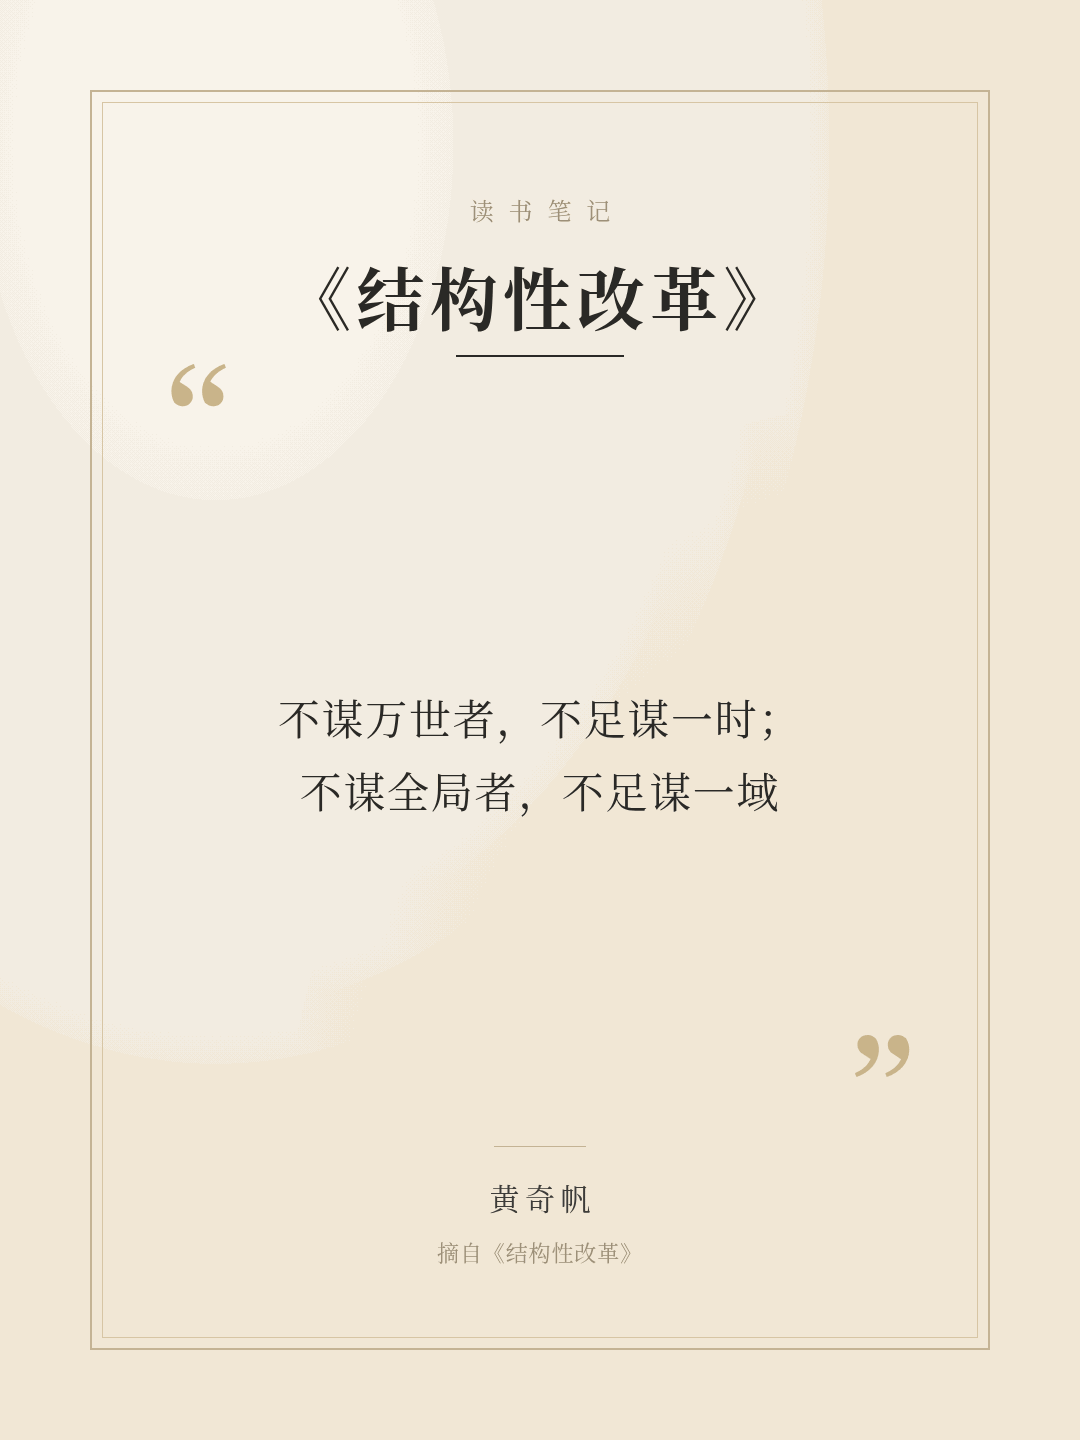 读书笔记
《结构性改革》
“
不谋万世者，不足谋一时；
不谋全局者，不足谋一域
”
黄奇帆
摘自《结构性改革》